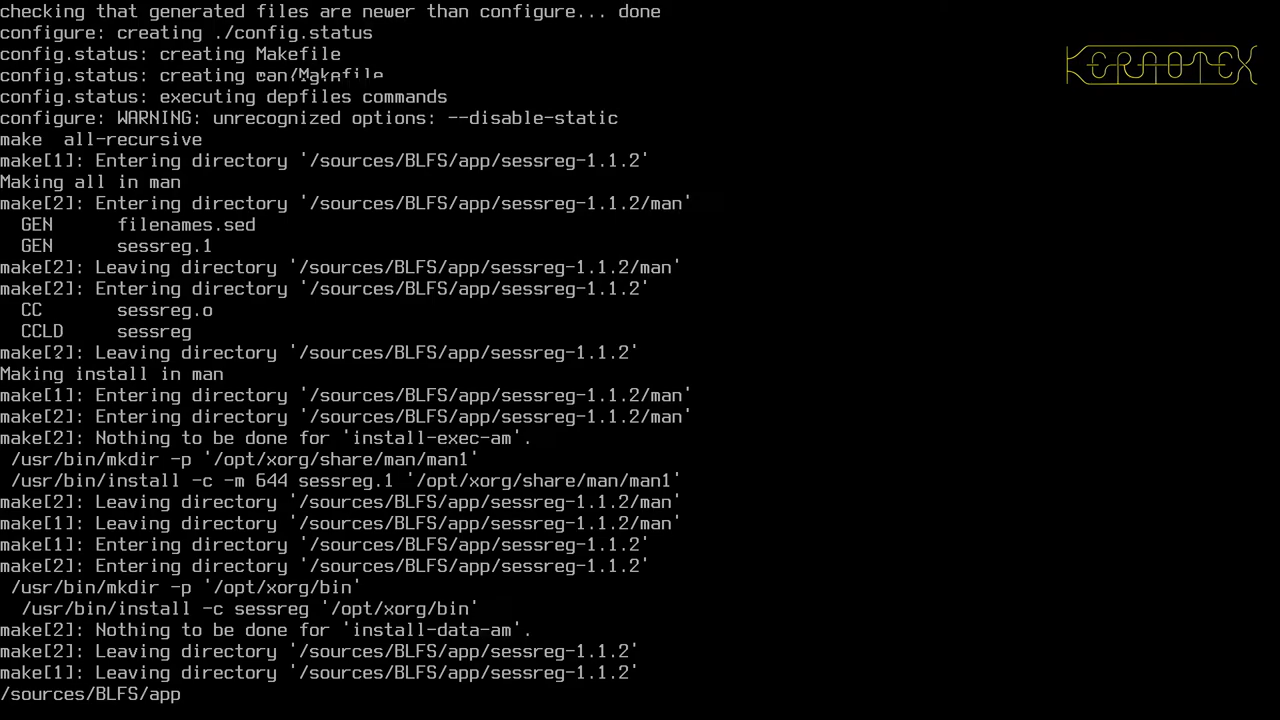 checking that generated files are newer than configure... done
configure: creating ./config.status
config.status: creating Makefile
config.status: creating man/Makefile
config.status: executing depfiles commands
configure: WARNING: unrecognized options: --disable-static
make  all-recursive
make[1]: Entering directory '/sources/BLFS/app/sessreg-1.1.2'
Making all in man
make[2]: Entering directory '/sources/BLFS/app/sessreg-1.1.2/man'
  GEN      filenames.sed
  GEN      sessreg.1
make[2]: Leaving directory '/sources/BLFS/app/sessreg-1.1.2/man'
make[2]: Entering directory '/sources/BLFS/app/sessreg-1.1.2'
  CC       sessreg.o
  CCLD     sessreg
make[2]: Leaving directory '/sources/BLFS/app/sessreg-1.1.2'
Making install in man
make[1]: Entering directory '/sources/BLFS/app/sessreg-1.1.2/man'
make[2]: Entering directory '/sources/BLFS/app/sessreg-1.1.2/man'
make[2]: Nothing to be done for 'install-exec-am'.
 /usr/bin/mkdir -p '/opt/xorg/share/man/man1'
 /usr/bin/install -c -m 644 sessreg.1 '/opt/xorg/share/man/man1'
make[2]: Leaving directory '/sources/BLFS/app/sessreg-1.1.2/man'
make[1]: Leaving directory '/sources/BLFS/app/sessreg-1.1.2/man'
make[1]: Entering directory '/sources/BLFS/app/sessreg-1.1.2'
make[2]: Entering directory '/sources/BLFS/app/sessreg-1.1.2'
 /usr/bin/mkdir -p '/opt/xorg/bin'
  /usr/bin/install -c sessreg '/opt/xorg/bin'
make[2]: Nothing to be done for 'install-data-am'.
make[2]: Leaving directory '/sources/BLFS/app/sessreg-1.1.2'
make[1]: Leaving directory '/sources/BLFS/app/sessreg-1.1.2'
/sources/BLFS/app